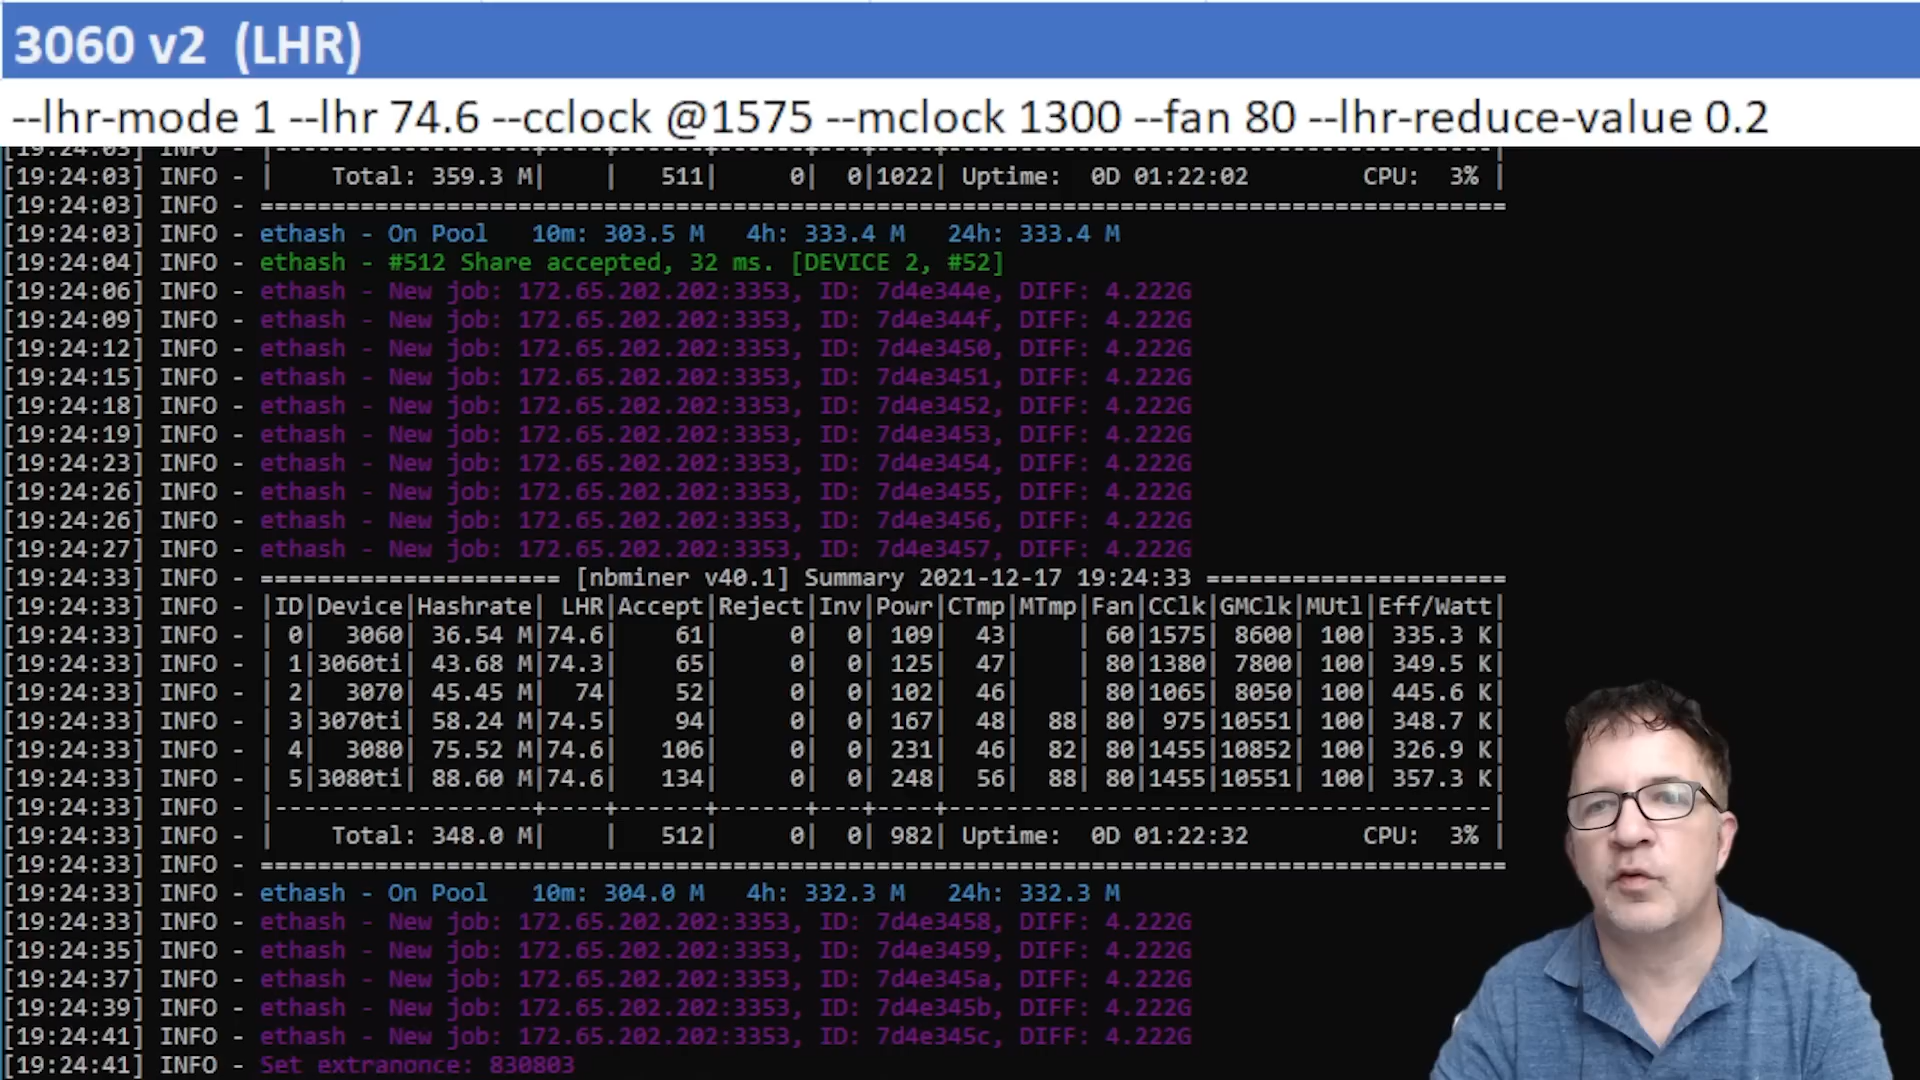 3060 v2 (LHR)
--lhr-mode 1 --lhr 74.6 --cclock @1575 --mclock 1300 --fan 80 --lhr-reduce-value 0.2
[19:24:03] INFO - |------------------+----+------+------+---+----+------------------------------------------|
[19:24:03] INFO - |    Total: 359.3 M|    |   511|     0|  0|1022| Uptime:  0D 01:22:02        CPU:  3% |
[19:24:03] INFO - =======================================================================================
[19:24:03] INFO - ethash - On Pool   10m: 303.5 M   4h: 333.4 M   24h: 333.4 M
[19:24:04] INFO - ethash - #512 Share accepted, 32 ms. [DEVICE 2, #52]
[19:24:06] INFO - ethash - New job: 172.65.202.202:3353, ID: 7d4e344e, DIFF: 4.222G
[19:24:09] INFO - ethash - New job: 172.65.202.202:3353, ID: 7d4e344f, DIFF: 4.222G
[19:24:12] INFO - ethash - New job: 172.65.202.202:3353, ID: 7d4e3450, DIFF: 4.222G
[19:24:15] INFO - ethash - New job: 172.65.202.202:3353, ID: 7d4e3451, DIFF: 4.222G
[19:24:18] INFO - ethash - New job: 172.65.202.202:3353, ID: 7d4e3452, DIFF: 4.222G
[19:24:19] INFO - ethash - New job: 172.65.202.202:3353, ID: 7d4e3453, DIFF: 4.222G
[19:24:23] INFO - ethash - New job: 172.65.202.202:3353, ID: 7d4e3454, DIFF: 4.222G
[19:24:26] INFO - ethash - New job: 172.65.202.202:3353, ID: 7d4e3455, DIFF: 4.222G
[19:24:26] INFO - ethash - New job: 172.65.202.202:3353, ID: 7d4e3456, DIFF: 4.222G
[19:24:27] INFO - ethash - New job: 172.65.202.202:3353, ID: 7d4e3457, DIFF: 4.222G
[19:24:33] INFO - ===================== [nbminer v40.1] Summary 2021-12-17 19:24:33 =====================
[19:24:33] INFO - |ID|Device|Hashrate| LHR|Accept|Reject|Inv|Powr|CTmp|MTmp|Fan|CClk|GMClk|MUtl|Eff/Watt|
[19:24:33] INFO - | 0|  3060| 36.54 M|74.6|    61|     0|  0| 109|  43|    | 60|1575| 8600| 100| 335.3 K|
[19:24:33] INFO - | 1|3060ti| 43.68 M|74.3|    65|     0|  0| 125|  47|    | 80|1380| 7800| 100| 349.5 K|
[19:24:33] INFO - | 2|  3070| 45.45 M|  74|    52|     0|  0| 102|  46|    | 80|1065| 8050| 100| 445.6 K|
[19:24:33] INFO - | 3|3070ti| 58.24 M|74.5|    94|     0|  0| 167|  48|  88| 80| 975|10551| 100| 348.7 K|
[19:24:33] INFO - | 4|  3080| 75.52 M|74.6|   106|     0|  0| 231|  46|  82| 80|1455|10852| 100| 326.9 K|
[19:24:33] INFO - | 5|3080ti| 88.60 M|74.6|   134|     0|  0| 248|  56|  88| 80|1455|10551| 100| 357.3 K|
[19:24:33] INFO - |------------------+----+------+------+---+----+------------------------------------------|
[19:24:33] INFO - |    Total: 348.0 M|    |   512|     0|  0| 982| Uptime:  0D 01:22:32        CPU:  3% |
[19:24:33] INFO - =======================================================================================
[19:24:33] INFO - ethash - On Pool   10m: 304.0 M   4h: 332.3 M   24h: 332.3 M
[19:24:33] INFO - ethash - New job: 172.65.202.202:3353, ID: 7d4e3458, DIFF: 4.222G
[19:24:35] INFO - ethash - New job: 172.65.202.202:3353, ID: 7d4e3459, DIFF: 4.222G
[19:24:37] INFO - ethash - New job: 172.65.202.202:3353, ID: 7d4e345a, DIFF: 4.222G
[19:24:39] INFO - ethash - New job: 172.65.202.202:3353, ID: 7d4e345b, DIFF: 4.222G
[19:24:41] INFO - ethash - New job: 172.65.202.202:3353, ID: 7d4e345c, DIFF: 4.222G
[19:24:41] INFO - Set extranonce: 830803